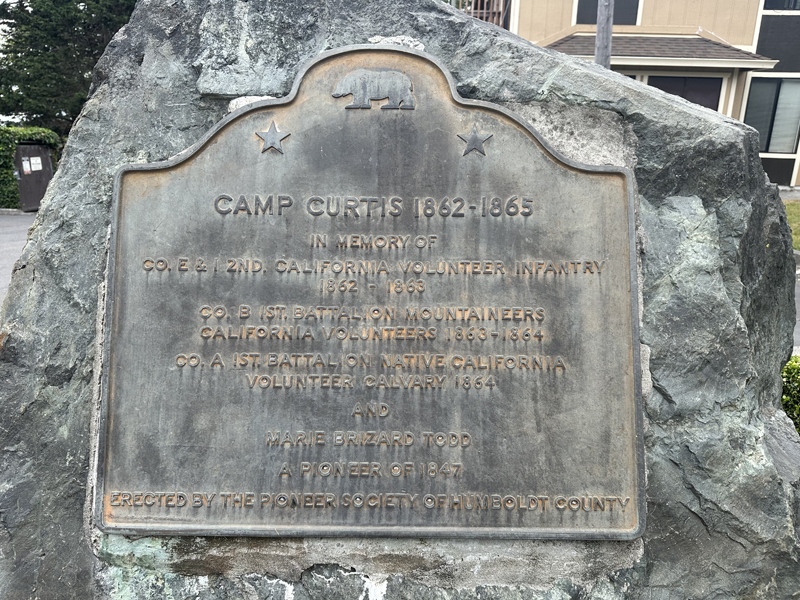 CAMP CURTIS 1862-1865
IN MEMORY OF
CO. E & I 2ND. CALIFORNIA VOLUNTEER INFANTRY
1862 - 1863
CO. B 1ST. BATTALION MOUNTAINEERS
CALIFORNIA VOLUNTEERS 1863-1864
CO. A 1ST. BATTALION NATIVE CALIFORNIA
VOLUNTEER CALVARY 1864
AND
MARIE BRIZARD TODD
A PIONEER OF 1847
ERECTED BY THE PIONEER SOCIETY OF HUMBOLDT COUNTY